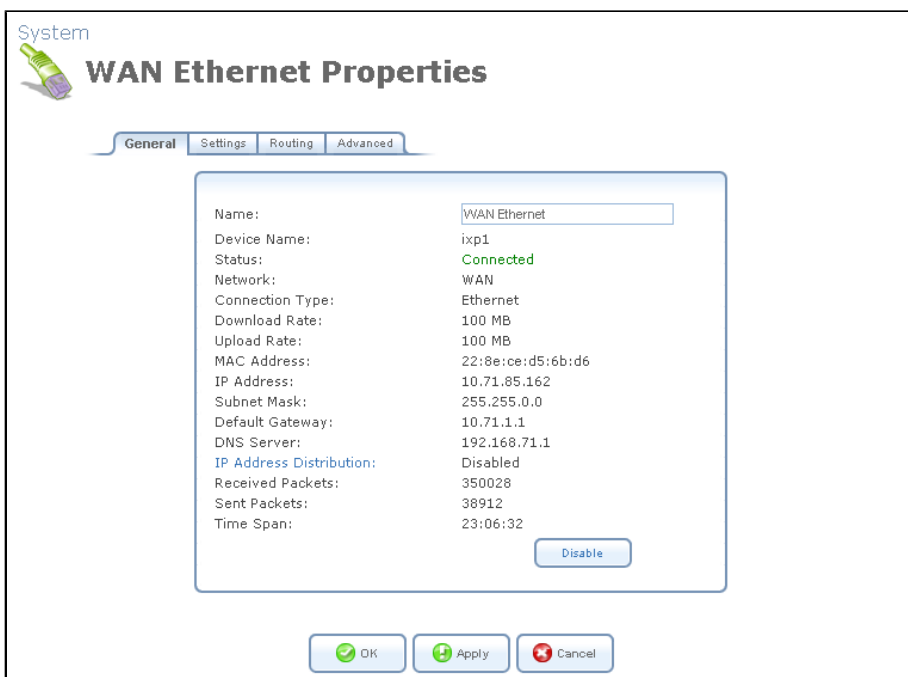 System
WAN Ethernet Properties
General Settings Routing Advanced
Name: WAN Ethernet
Device Name: ixp1
Status: Connected
Network: WAN
Connection Type: Ethernet
Download Rate: 100 MB
Upload Rate: 100 MB
MAC Address: 22:8e:ce:d5:6b:d6
IP Address: 10.71.85.162
Subnet Mask: 255.255.0.0
Default Gateway: 10.71.1.1
DNS Server: 192.168.71.1
IP Address Distribution: Disabled
Received Packets: 350028
Sent Packets: 38912
Time Span: 23:06:32
Disable
OK Apply Cancel